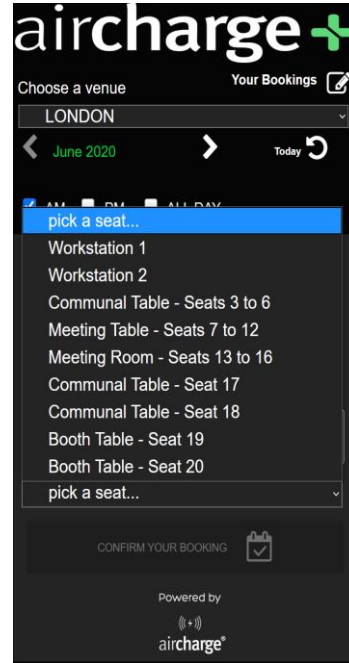 aircharge
Choose a venue
Your Bookings
LONDON
June 2020
Today
AM PM ALL DAY
pick a seat...
Workstation 1
Workstation 2
Communal Table - Seats 3 to 6
Meeting Table - Seats 7 to 12
Meeting Room - Seats 13 to 16
Communal Table - Seat 17
Communal Table - Seat 18
Booth Table - Seat 19
Booth Table - Seat 20
pick a seat...
CONFIRM YOUR BOOKING
Powered by
aircharge®